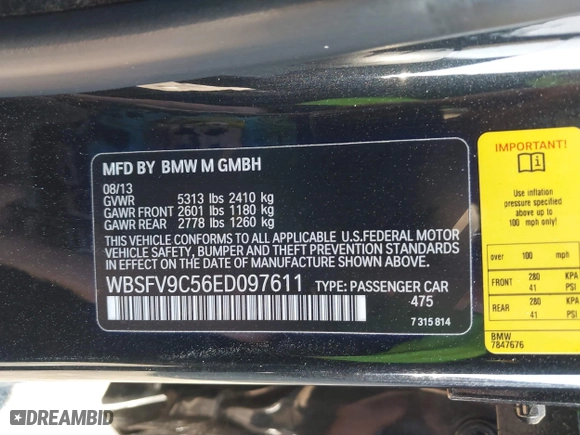 MFD BY BMW M GMBH
08/13
GVWR 5313 lbs 2410 kg
GAWR FRONT 2601 lbs 1180 kg
GAWR REAR 2778 lbs 1260 kg
THIS VEHICLE CONFORMS TO ALL APPLICABLE U.S.FEDERAL MOTOR
VEHICLE SAFETY, BUMPER, AND THEFT PREVENTION STANDARDS
IN EFFECT ON THE DATE OF MANUFACTURE SHOWN ABOVE.
WBSFV9C56ED097611 TYPE: PASSENGER CAR
475
7 315 814
IMPORTANT!
Use inflation
pressure specified
for speeds up to
100 mph only!
over 100 mph
FRONT 280 KPA
41 PSI
REAR 280 KPA
41 PSI
BMW
7847676
©DREAMBID